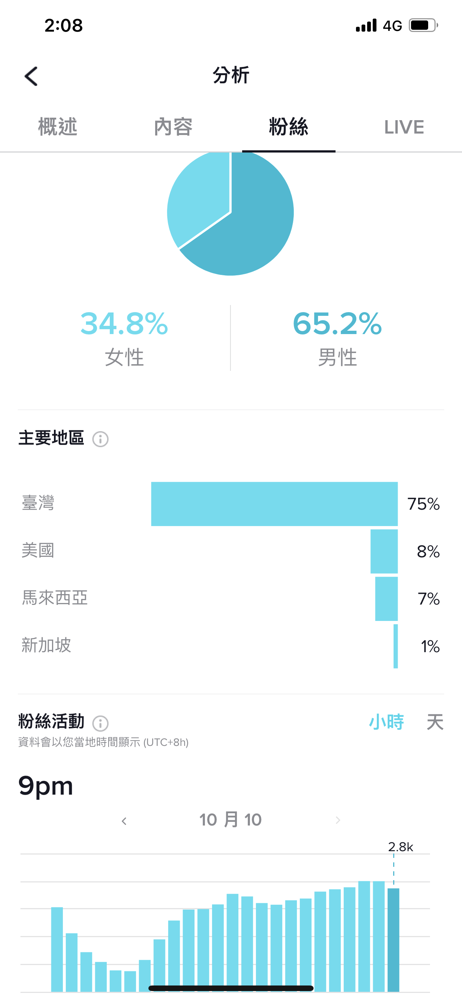 2:08
4G
分析
概述 內容 粉絲 LIVE
34.8% 65.2%
女性 男性
主要地區
臺灣 75%
美國 8%
馬來西亞 7%
新加坡 1%
粉絲活動 小時 天
資料會以您當地時間顯示 (UTC+8h)
9pm
10 月 10
2.8k